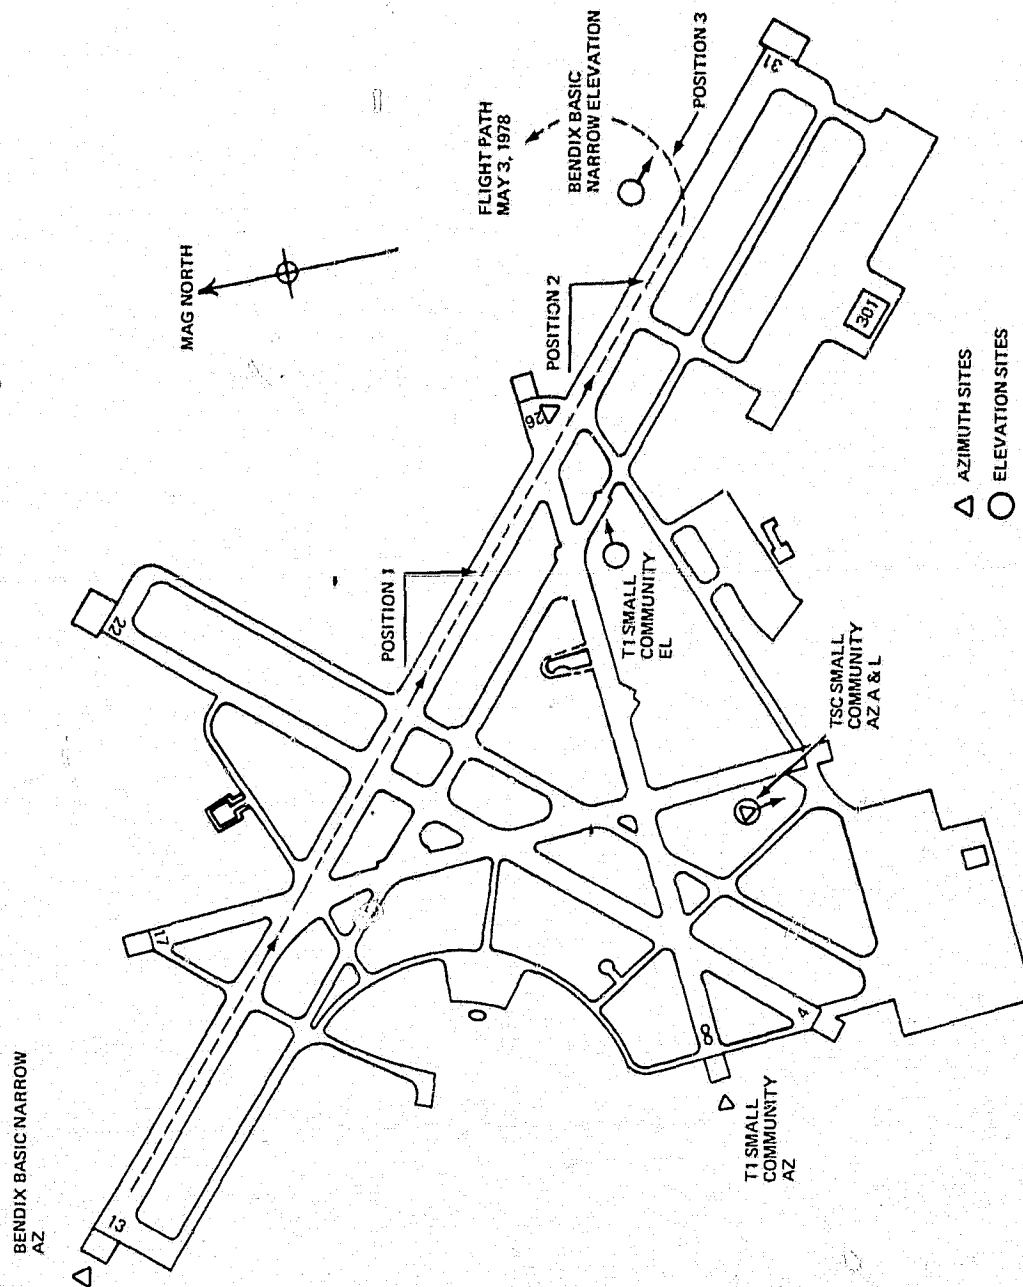 BENDIX BASIC NARROW
AZ
13
17
22
MAG NORTH
FLIGHT PATH
MAY 3, 1978
BENDIX BASIC
NARROW ELEVATION
POSITION 3
31
POSITION 2
26
POSITION 1
T1 SMALL
COMMUNITY
EL
TSC SMALL
COMMUNITY
AZ A & L
301
8
4
T1 SMALL
COMMUNITY
AZ
AZIMUTH SITES
ELEVATION SITES